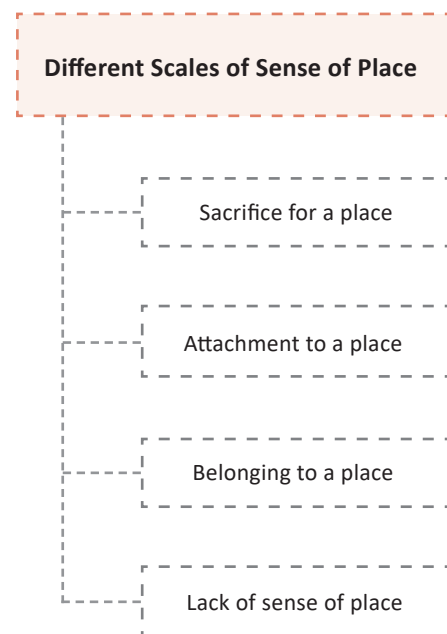 Different Scales of Sense of Place
Sacrifice for a place
Attachment to a place
Belonging to a place
Lack of sense of place